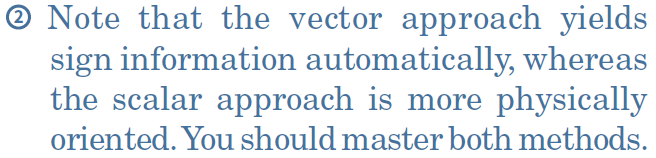 ② Note that the vector approach yields
sign information automatically, whereas
the scalar approach is more physically
oriented. You should master both methods.